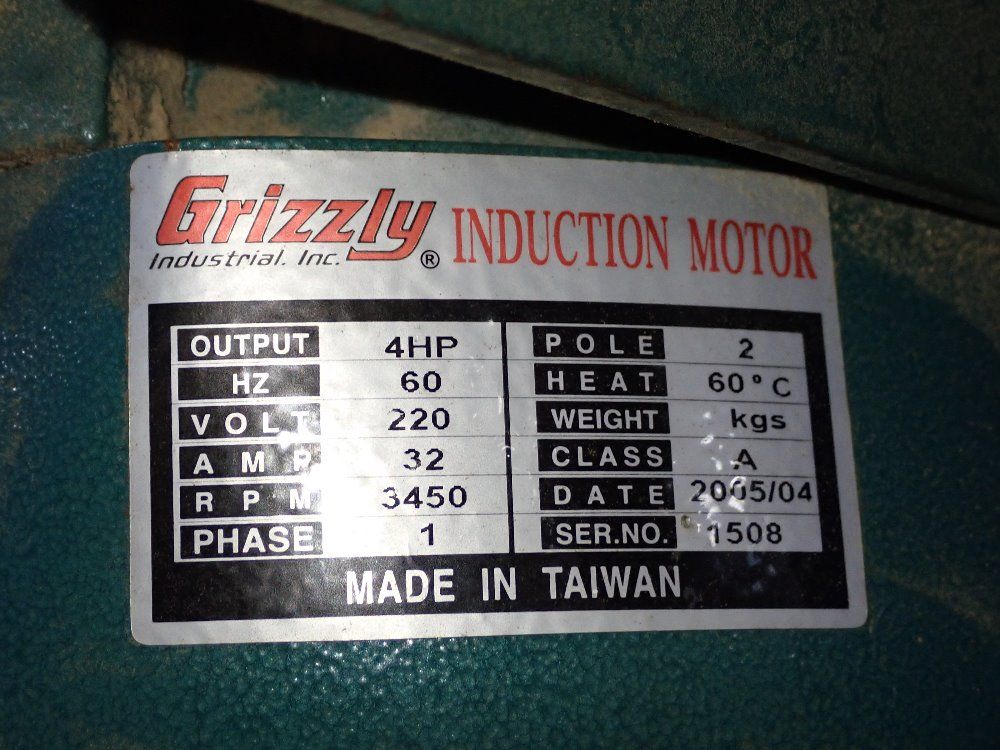 Grizzly INDUCTION MOTOR
Industrial, Inc. ®
OUTPUT 4HP POLE 2
HZ 60 HEAT 60°C
VOLT 220 WEIGHT kgs
AMP 32 CLASS A
RPM 3450 DATE 2005/04
PHASE 1 SER.NO. 1508
MADE IN TAIWAN